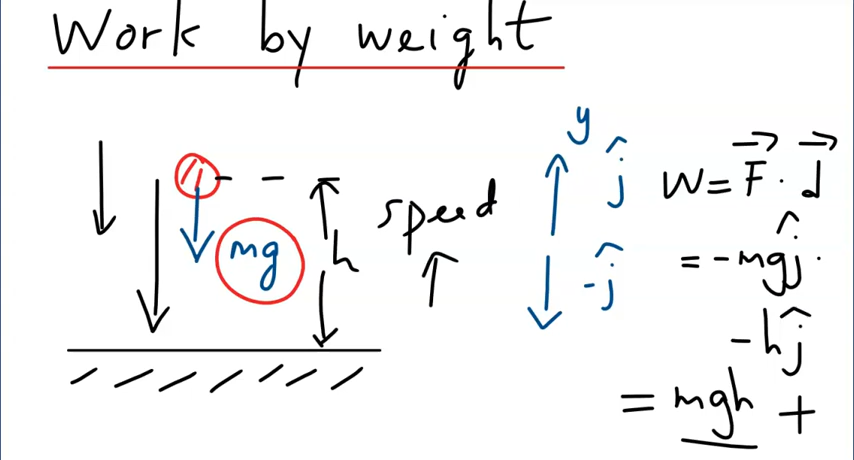 Work by weight
mg
h
speed ↑
y
ĵ
-ĵ
W = F⃗ · d⃗
= -mgĵ ·
-hĵ
= mgh +